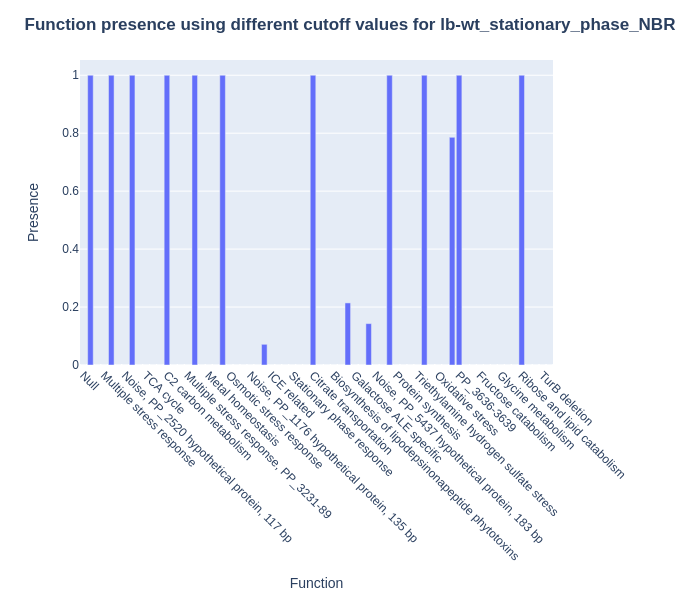 Function presence using different cutoff values for lb-wt_stationary_phase_NBR
1
0.8
0.6
0.4
0.2
0
Presence
Null
Multiple stress response
Noise, PP_2520 hypothetical protein, 117 bp
TCA cycle
C2 carbon metabolism
Multiple stress response, PP_3231-89
Metal homeostasis
Osmotic stress response
Noise, PP_1176 hypothetical protein, 135 bp
ICE related
Stationary phase response
Citrate transportation
Biosynthesis of lipodepsinonapeptide phytotoxins
Galactose ALE specific
Noise, PP_5437 hypothetical protein, 183 bp
Protein synthesis
Triethylamine hydrogen sulfate stress
Oxidative stress
PP_3636-3639
Fructose catabolism
Glycine metabolism
Ribose and lipid catabolism
TurB deletion
Function